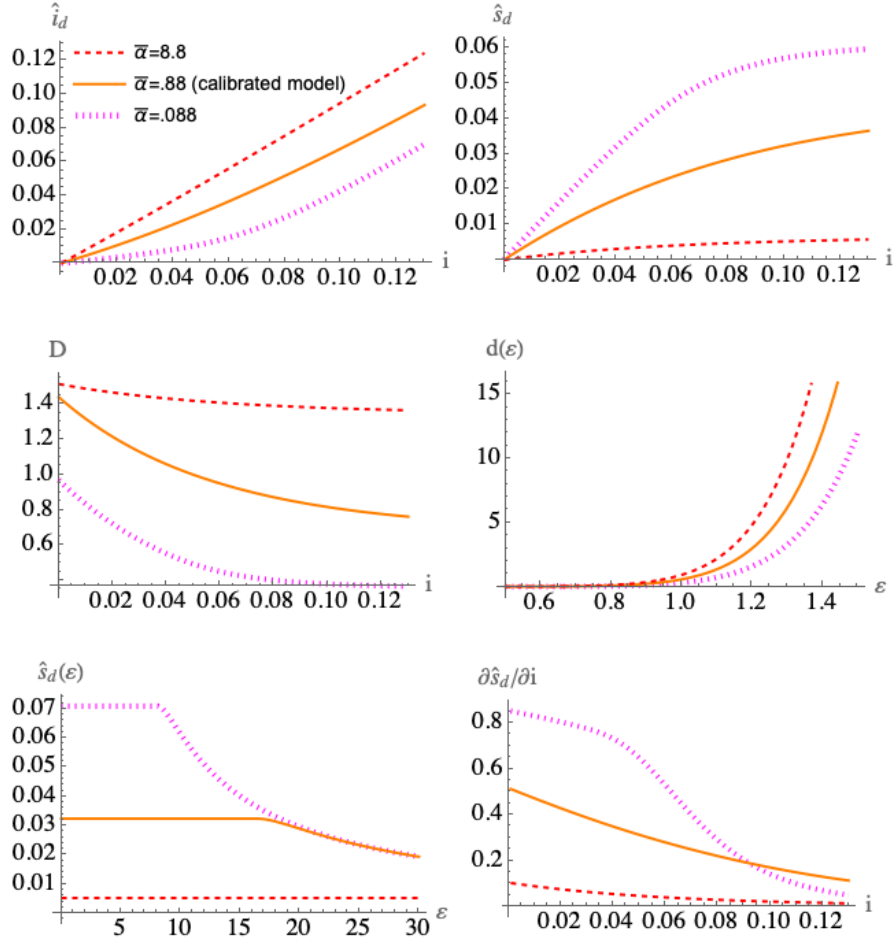 î_d
0.12
0.10
0.08
0.06
0.04
0.02
0.02 0.04 0.06 0.08 0.10 0.12 i
α̅=8.8
α̅=.88 (calibrated model)
α̅=.088
ŝ_d
0.06
0.05
0.04
0.03
0.02
0.01
0.02 0.04 0.06 0.08 0.10 0.12 i
D
1.4
1.2
1.0
0.8
0.6
0.02 0.04 0.06 0.08 0.10 0.12 i
d(ε)
15
10
5
0.6 0.8 1.0 1.2 1.4 ε
ŝ_d(ε)
0.07
0.06
0.05
0.04
0.03
0.02
0.01
5 10 15 20 25 30 ε
∂ŝ_d/∂i
0.8
0.6
0.4
0.2
0.02 0.04 0.06 0.08 0.10 0.12 i